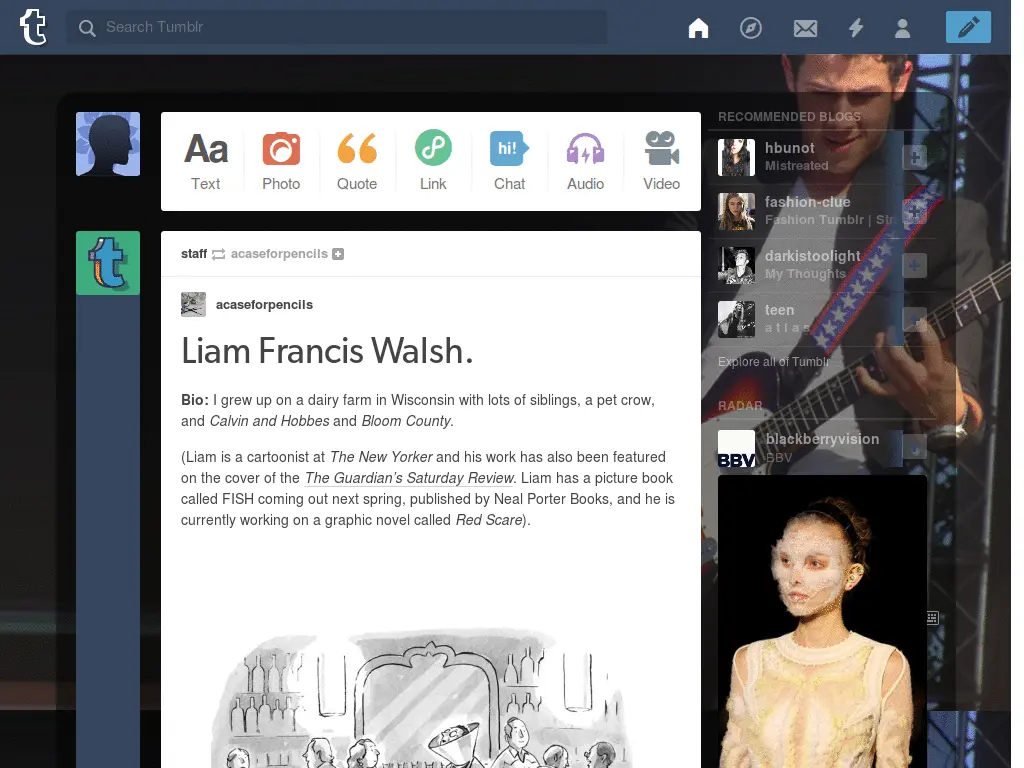 t
Search Tumblr
Aa
hi!
Text Photo Quote Link Chat Audio Video
t
staff acaseforpencils
acaseforpencils
Liam Francis Walsh.
Bio: I grew up on a dairy farm in Wisconsin with lots of siblings, a pet crow,
and Calvin and Hobbes and Bloom County.
(Liam is a cartoonist at The New Yorker and his work has also been featured
on the cover of the The Guardian’s Saturday Review. Liam has a picture book
called FISH coming out next spring, published by Neal Porter Books, and he is
currently working on a graphic novel called Red Scare).
RECOMMENDED BLOGS
hbunot
Mistreated
fashion-clue
Fashion Tumblr | Str
darkistoolight
My Thoughts
teen
a t l a s
Explore all of Tumblr
RADAR
BBV
blackberryvision
BBV